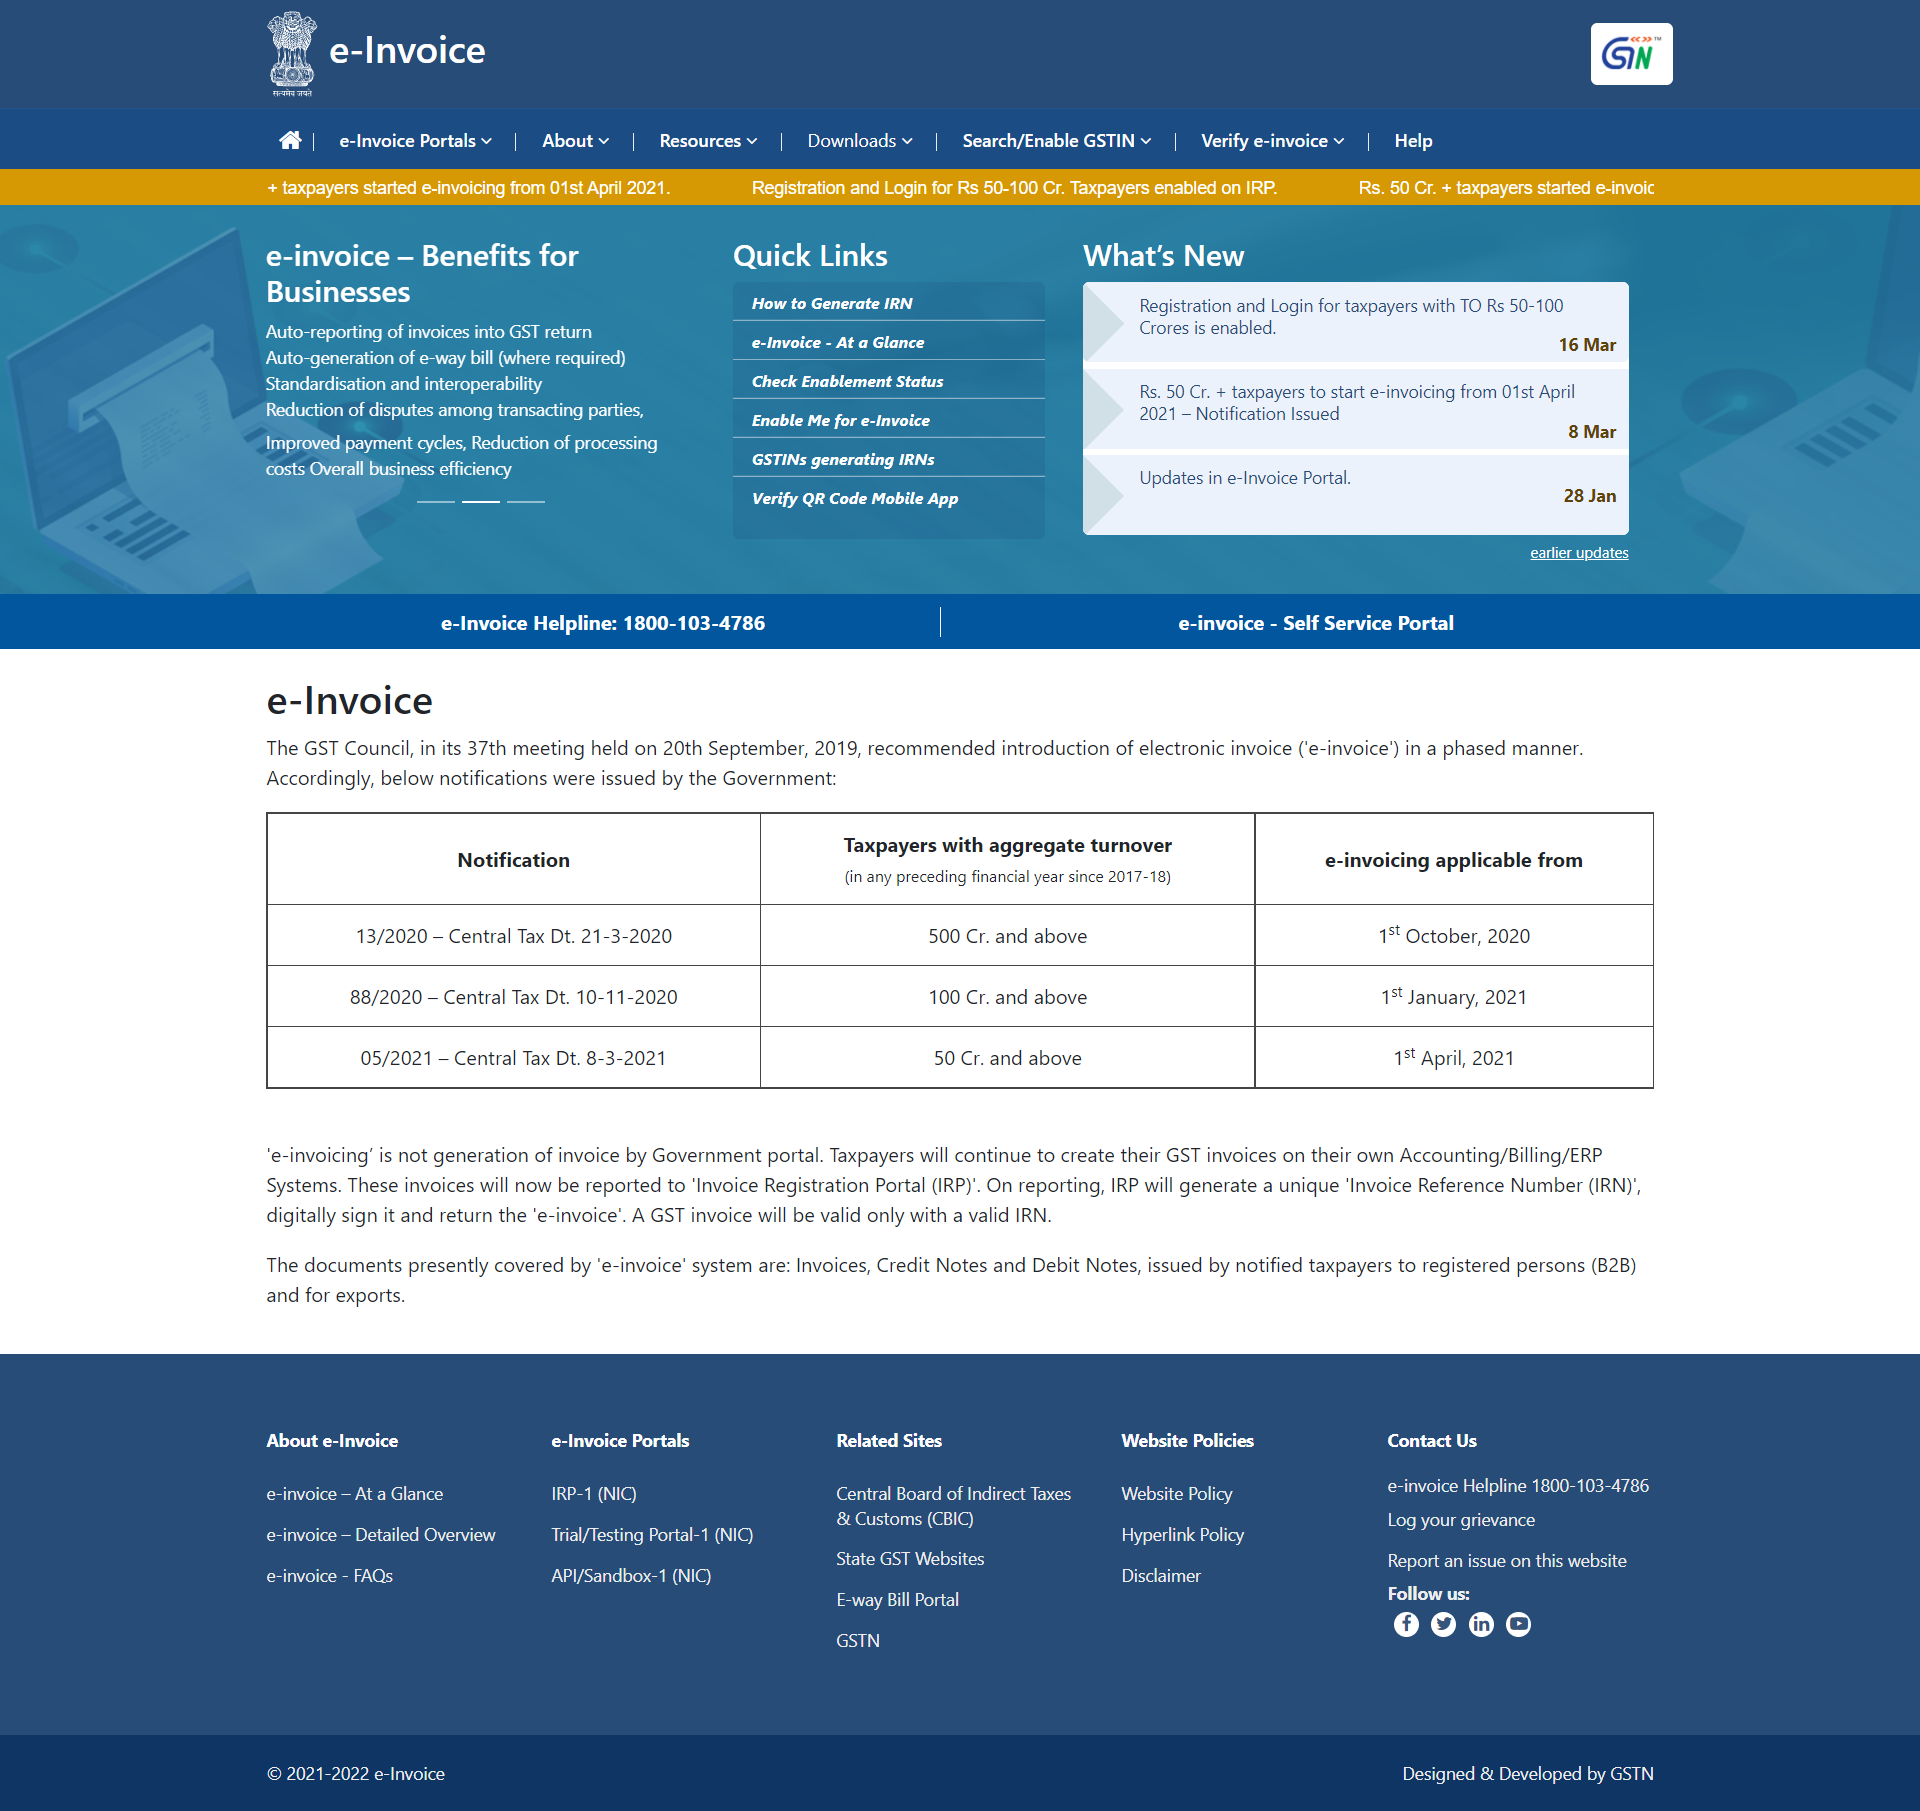 सत्यमेव जयते
e-Invoice
GSTN™
e-Invoice Portals
About
Resources
Downloads
Search/Enable GSTIN
Verify e-invoice
Help
+ taxpayers started e-invoicing from 01st April 2021. Registration and Login for Rs 50-100 Cr. Taxpayers enabled on IRP. Rs. 50 Cr. + taxpayers started e-invoic
e-invoice – Benefits for
Businesses
Auto-reporting of invoices into GST return
Auto-generation of e-way bill (where required)
Standardisation and interoperability
Reduction of disputes among transacting parties,
Improved payment cycles, Reduction of processing
costs Overall business efficiency
Quick Links
How to Generate IRN
e-Invoice - At a Glance
Check Enablement Status
Enable Me for e-Invoice
GSTINs generating IRNs
Verify QR Code Mobile App
What’s New
Registration and Login for taxpayers with TO Rs 50-100
Crores is enabled.
16 Mar
Rs. 50 Cr. + taxpayers to start e-invoicing from 01st April
2021 – Notification Issued
8 Mar
Updates in e-Invoice Portal.
28 Jan
earlier updates
e-Invoice Helpline: 1800-103-4786
e-invoice - Self Service Portal
e-Invoice
The GST Council, in its 37th meeting held on 20th September, 2019, recommended introduction of electronic invoice ('e-invoice') in a phased manner.
Accordingly, below notifications were issued by the Government:
Notification
Taxpayers with aggregate turnover
(in any preceding financial year since 2017-18)
e-invoicing applicable from
13/2020 – Central Tax Dt. 21-3-2020
500 Cr. and above
1st October, 2020
88/2020 – Central Tax Dt. 10-11-2020
100 Cr. and above
1st January, 2021
05/2021 – Central Tax Dt. 8-3-2021
50 Cr. and above
1st April, 2021
'e-invoicing’ is not generation of invoice by Government portal. Taxpayers will continue to create their GST invoices on their own Accounting/Billing/ERP
Systems. These invoices will now be reported to 'Invoice Registration Portal (IRP)'. On reporting, IRP will generate a unique 'Invoice Reference Number (IRN)',
digitally sign it and return the 'e-invoice'. A GST invoice will be valid only with a valid IRN.
The documents presently covered by 'e-invoice' system are: Invoices, Credit Notes and Debit Notes, issued by notified taxpayers to registered persons (B2B)
and for exports.
About e-Invoice
e-invoice – At a Glance
e-invoice – Detailed Overview
e-invoice - FAQs
e-Invoice Portals
IRP-1 (NIC)
Trial/Testing Portal-1 (NIC)
API/Sandbox-1 (NIC)
Related Sites
Central Board of Indirect Taxes
& Customs (CBIC)
State GST Websites
E-way Bill Portal
GSTN
Website Policies
Website Policy
Hyperlink Policy
Disclaimer
Contact Us
e-invoice Helpline 1800-103-4786
Log your grievance
Report an issue on this website
Follow us:
© 2021-2022 e-Invoice
Designed & Developed by GSTN